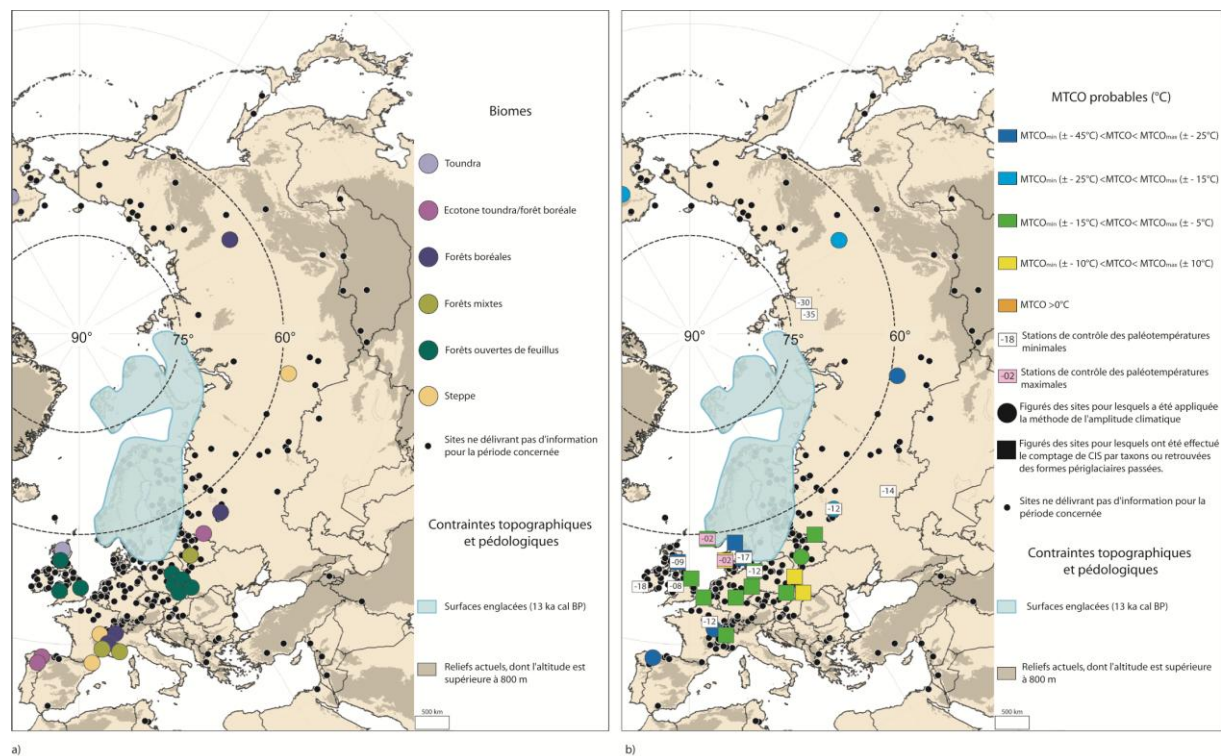 Biomes
Toundra
Ecotone toundra/forêt boréale
Forêts boréales
Forêts mixtes
Forêts ouvertes de feuillus
Steppe
Sites ne délivrant pas d'information
pour la période concernée
Contraintes topographiques
et pédologiques
Surfaces englacées (13 ka cal BP)
Reliefs actuels, dont l'altitude est
supérieure à 800 m
500 km
90°
75°
60°
a)
MTCO probables (°C)
MTCOmin (± - 45°C) <MTCO< MTCOmax (± - 25°C)
MTCOmin (± - 25°C) <MTCO< MTCOmax (± - 15°C)
MTCOmin (± - 15°C) <MTCO< MTCOmax (± - 5°C)
MTCOmin (± - 10°C) <MTCO< MTCOmax (± 10°C)
MTCO >0°C
-18 Stations de contrôle des paléotempératures
minimales
-02 Stations de contrôle des paléotempératures
maximales
Figurés des sites pour lesquels a été appliquée
la méthode de l'amplitude climatique
Figurés des sites pour lesquels ont été effectué
le comptage de CIS par taxons ou retrouvées
des formes périglaciaires passées.
Sites ne délivrant pas d'information pour la
période concernée
Contraintes topographiques
et pédologiques
Surfaces englacées (13 ka cal BP)
Reliefs actuels, dont l'altitude est supérieure
à 800 m
500 km
-30
-35
90°
75°
60°
-14
-12
-02
-17
-09
-02
-12
-18
-08
-12
b)